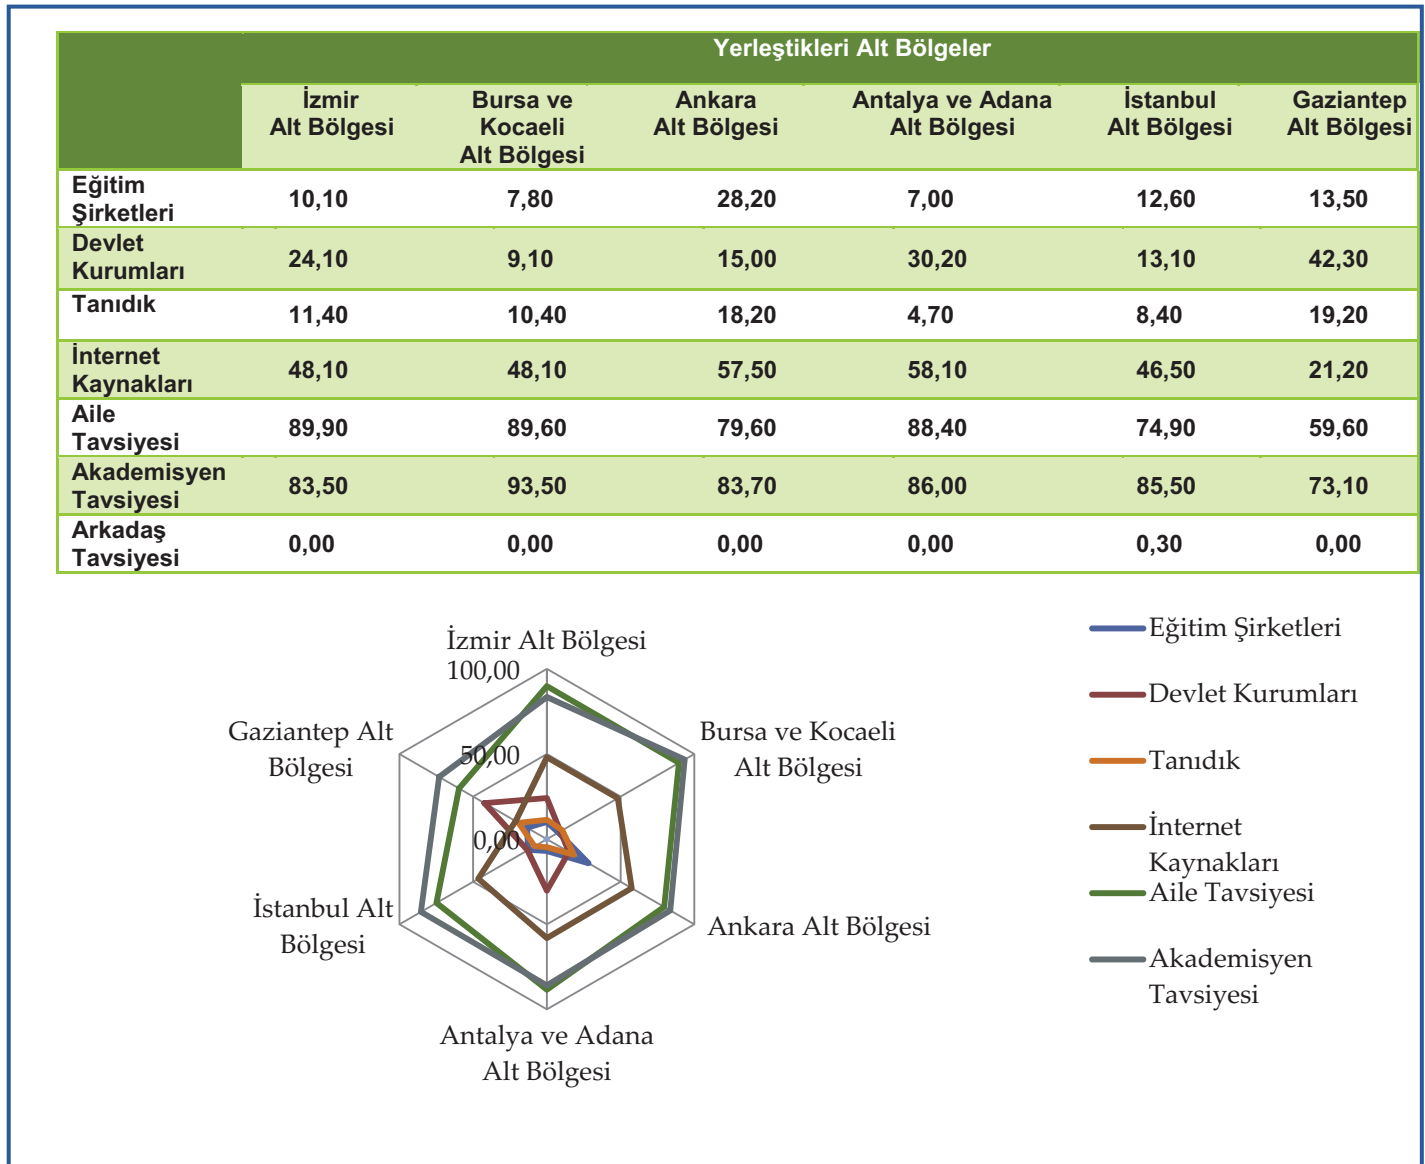 Yerleştikleri Alt Bölgeler
İzmir
Alt Bölgesi
Bursa ve
Kocaeli
Alt Bölgesi
Ankara
Alt Bölgesi
Antalya ve Adana
Alt Bölgesi
İstanbul
Alt Bölgesi
Gaziantep
Alt Bölgesi
Eğitim
Şirketleri
10,10 7,80 28,20 7,00 12,60 13,50
Devlet
Kurumları
24,10 9,10 15,00 30,20 13,10 42,30
Tanıdık
11,40 10,40 18,20 4,70 8,40 19,20
İnternet
Kaynakları
48,10 48,10 57,50 58,10 46,50 21,20
Aile
Tavsiyesi
89,90 89,60 79,60 88,40 74,90 59,60
Akademisyen
Tavsiyesi
83,50 93,50 83,70 86,00 85,50 73,10
Arkadaş
Tavsiyesi
0,00 0,00 0,00 0,00 0,30 0,00
İzmir Alt Bölgesi
100,00
50,00
0,00
Bursa ve Kocaeli
Alt Bölgesi
Ankara Alt Bölgesi
Antalya ve Adana
Alt Bölgesi
İstanbul Alt
Bölgesi
Gaziantep Alt
Bölgesi
Eğitim Şirketleri
Devlet Kurumları
Tanıdık
İnternet
Kaynakları
Aile Tavsiyesi
Akademisyen
Tavsiyesi